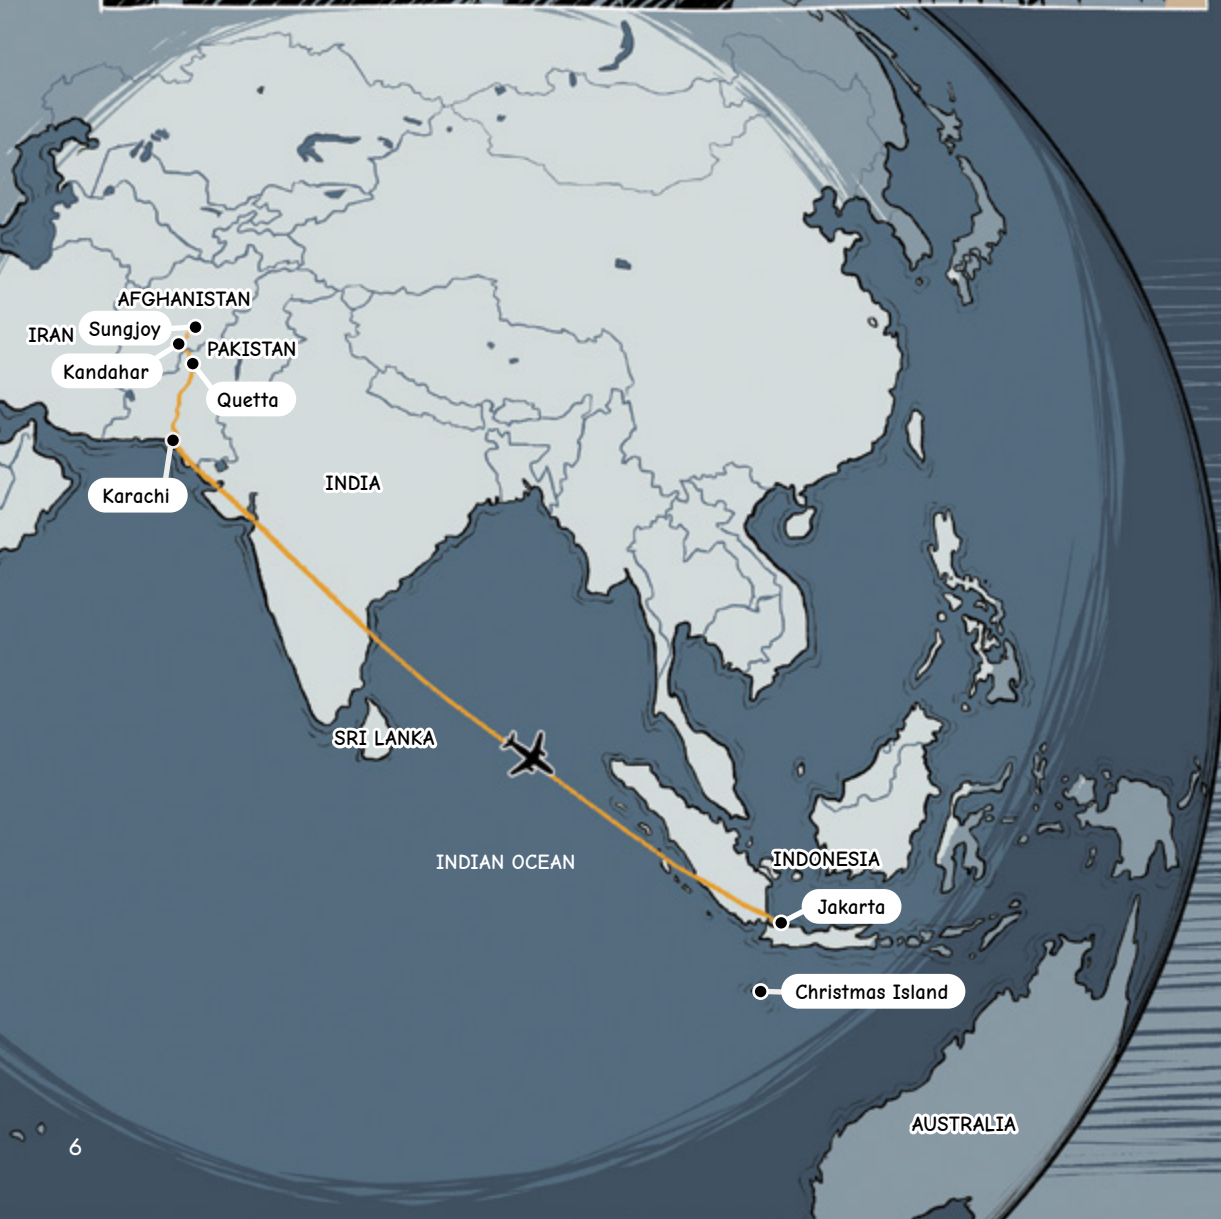 AFGHANISTAN
Sungjoy
IRAN
PAKISTAN
Kandahar
Quetta
INDIA
Karachi
SRI LANKA
INDIAN OCEAN
INDONESIA
Jakarta
Christmas Island
AUSTRALIA
6